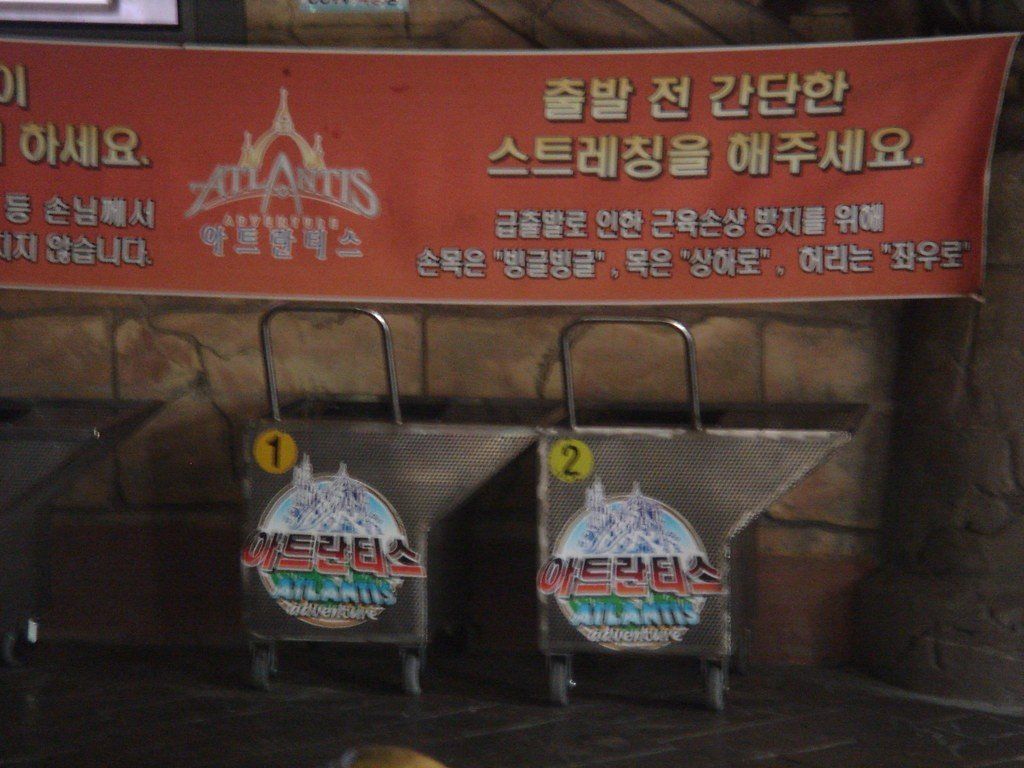 이
하세요.
등 손님께서
지지 않습니다.
ATLANTIS
ADVENTURE
아트란티스
출발 전 간단한
스트레칭을 해주세요.
급출발로 인한 근육손상 방지를 위해
손목은 "빙글빙글", 목은 "상하로", 허리는 "좌우로"
1
아트란티스
ATLANTIS
adventure
2
아트란티스
ATLANTIS
adventure